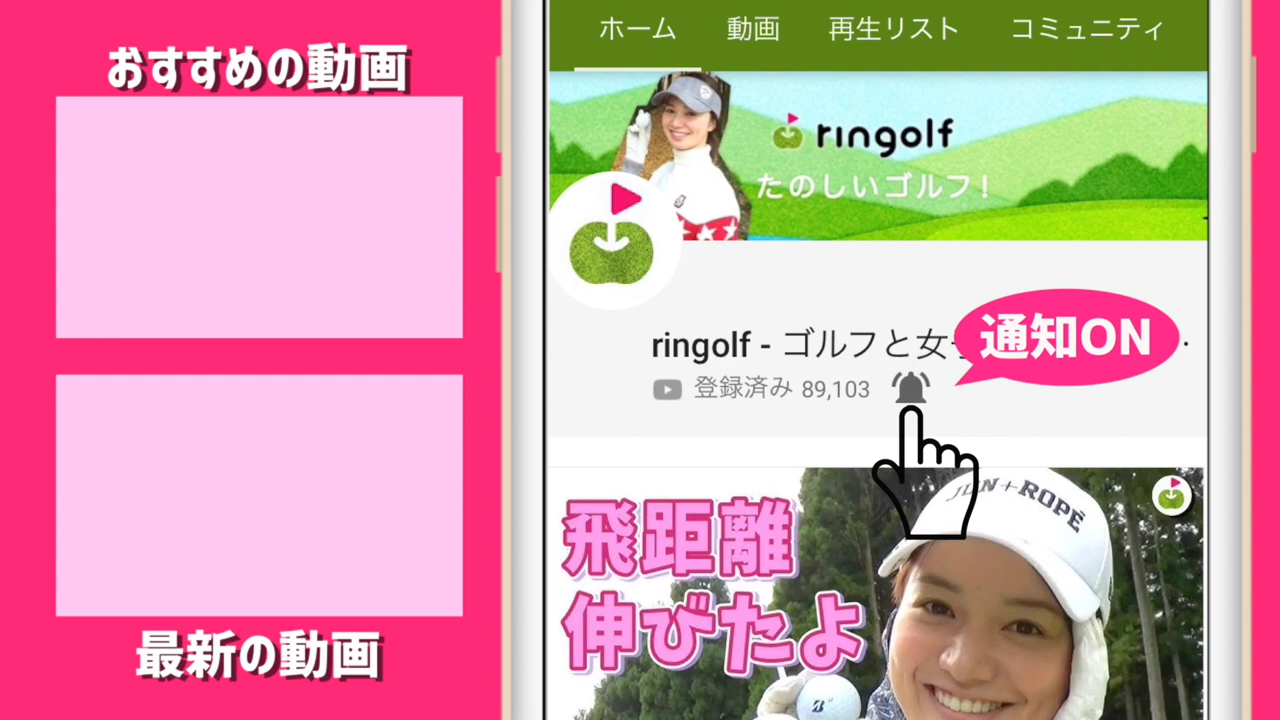 おすすめの動画
最新の動画
ホーム 動画 再生リスト コミュニティ
ringolf
たのしいゴルフ!
ringolf - ゴルフと女
通知ON
登録済み 89,103
飛距離
伸びたよ
JUN+ROPÉ
B